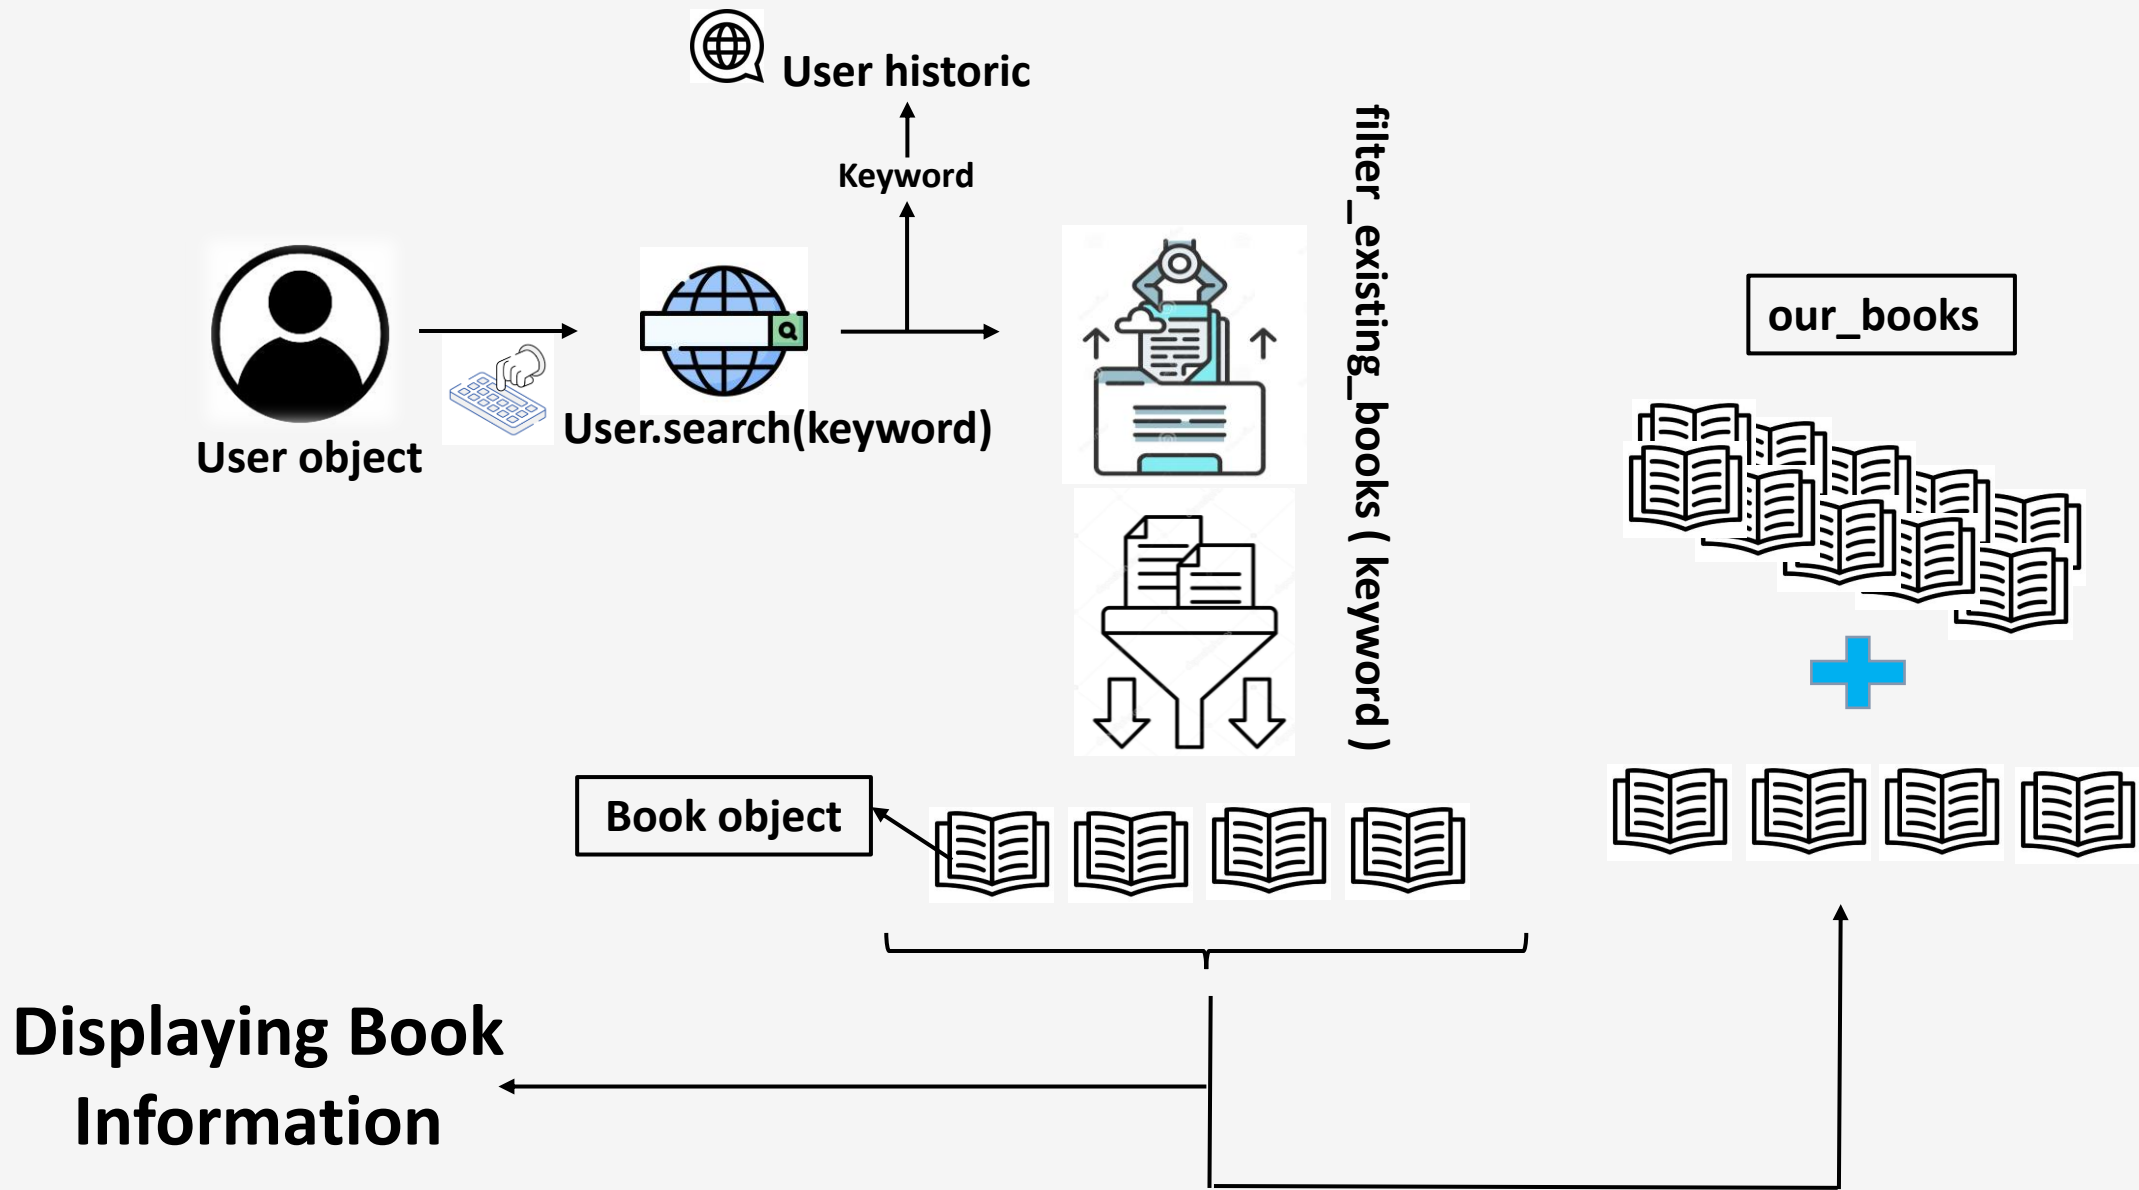 User historic
Keyword
filter_existing_books ( keyword )
our_books
User.search(keyword)
User object
Book object
Displaying Book
Information